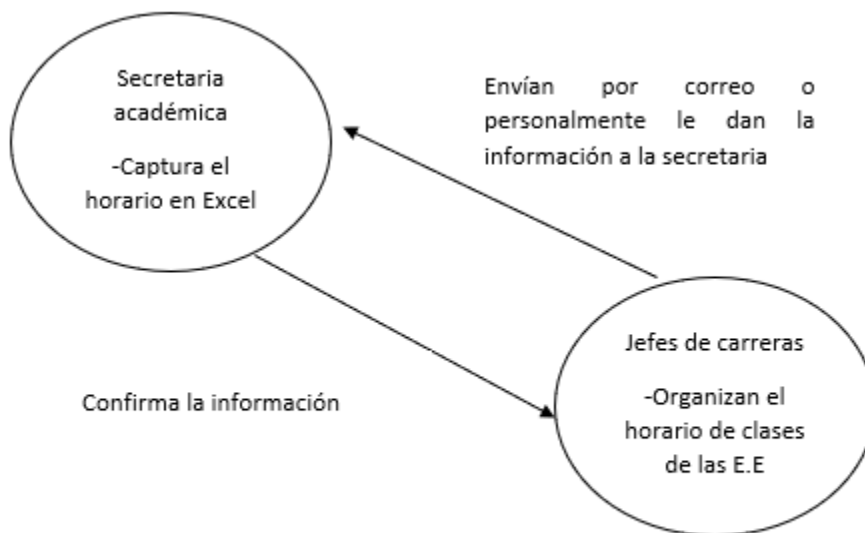 Secretaria
académica
-Captura el
horario en Excel
Envían por correo o
personalmente le dan la
información a la secretaria
Confirma la información
Jefes de carreras
-Organizan el
horario de clases
de las E.E